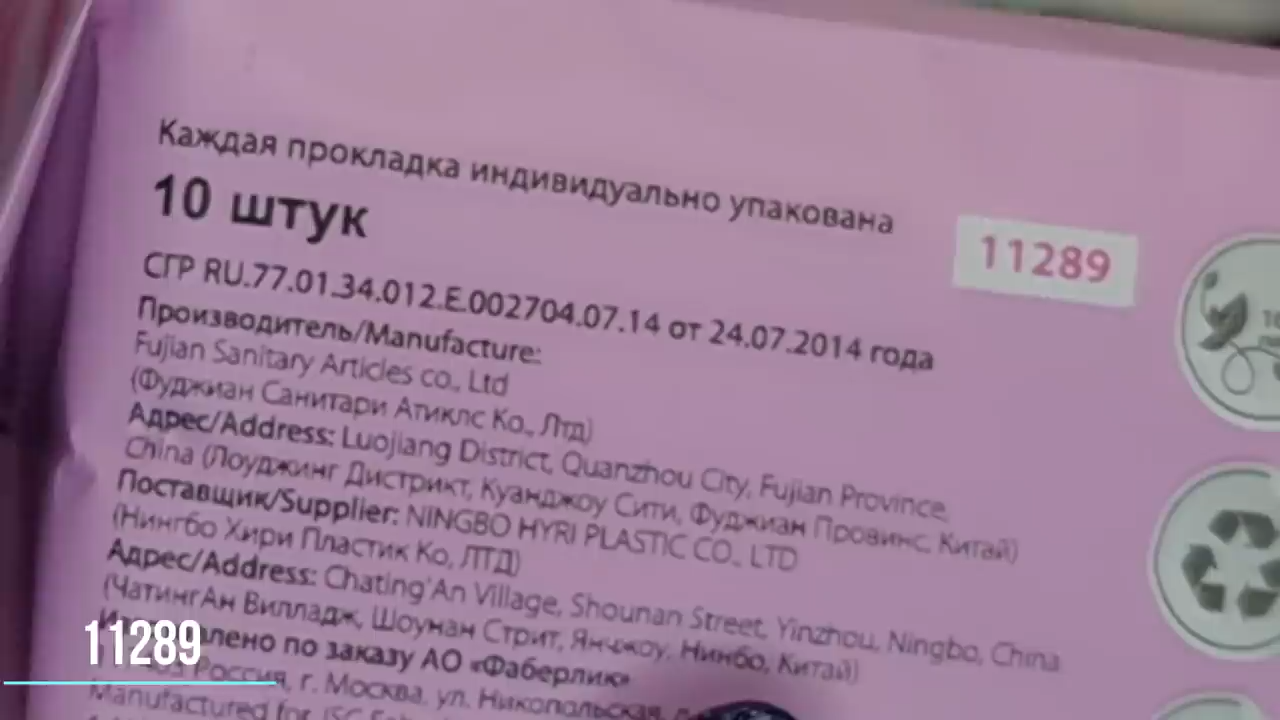 Каждая прокладка индивидуально упакована
10 штук
11289
СГР RU.77.01.34.012.Е.002704.07.14 от 24.07.2014 года
Производитель/Manufacture:
Fujian Sanitary Articles co., Ltd
(Фуджиан Санитари Атиклс Ко., Лтд)
Адрес/Address: Luojiang District, Quanzhou City, Fujian Province,
China (Лоуджинг Дистрикт, Куанджоу Сити, Фуджиан Провинс, Китай)
Поставщик/Supplier: NINGBO HYRI PLASTIC CO., LTD
(Нингбо Хири Пластик Ко, ЛТД)
Адрес/Address: Chating'An Village, Shounan Street, Yinzhou, Ningbo, China
(ЧатингАн Вилладж, Шоунан Стрит, Янчжоу, Нинбо, Китай)
по заказу АО «Фаберлик»
Россия, г. Москва, ул. Никопольская,
Manufactured for JSC
11289